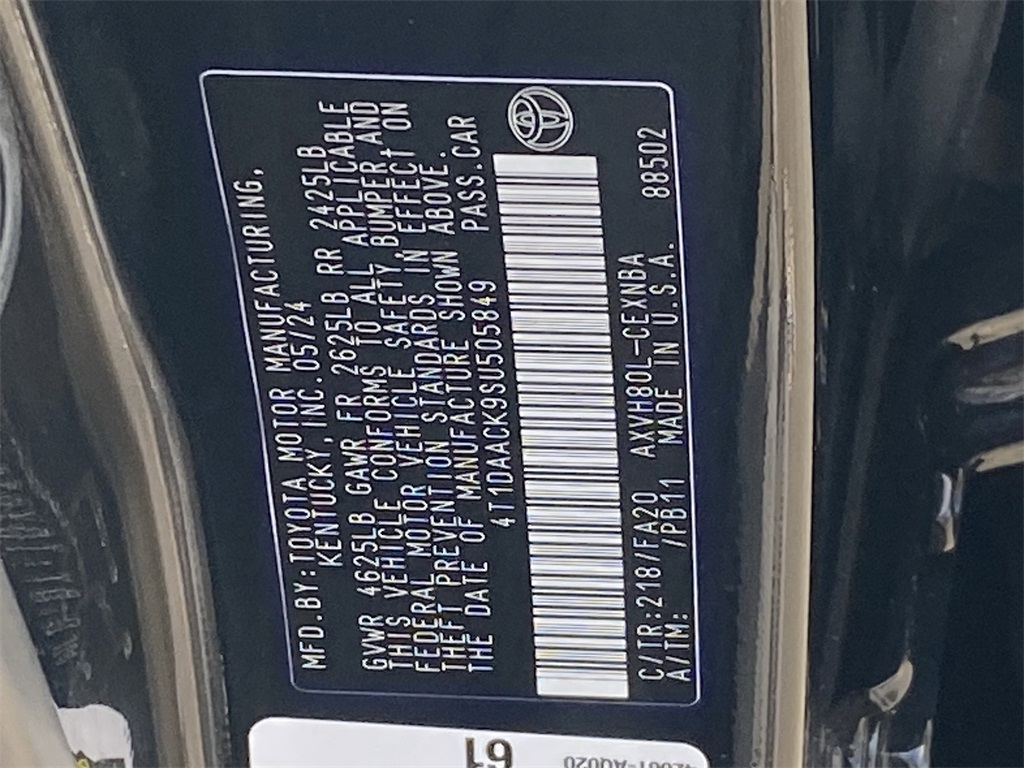 MFD.BY:TOYOTA MOTOR MANUFACTURING,
KENTUCKY, INC.05/24
GVWR 4625LB GAWR FR 2625LB RR 2425LB
THIS VEHICLE CONFORMS TO ALL APPLICABLE
FEDERAL MOTOR VEHICLE SAFETY, BUMPER, AND
THEFT PREVENTION STANDARDS IN EFFECT ON
THE DATE OF MANUFACTURE SHOWN ABOVE.
4T1DAACK9SU505849 PASS.CAR
C/TR:218/FA20 AXVH80L-CEXNBA
A/TM: /PB11 MADE IN U.S.A. 88502
61